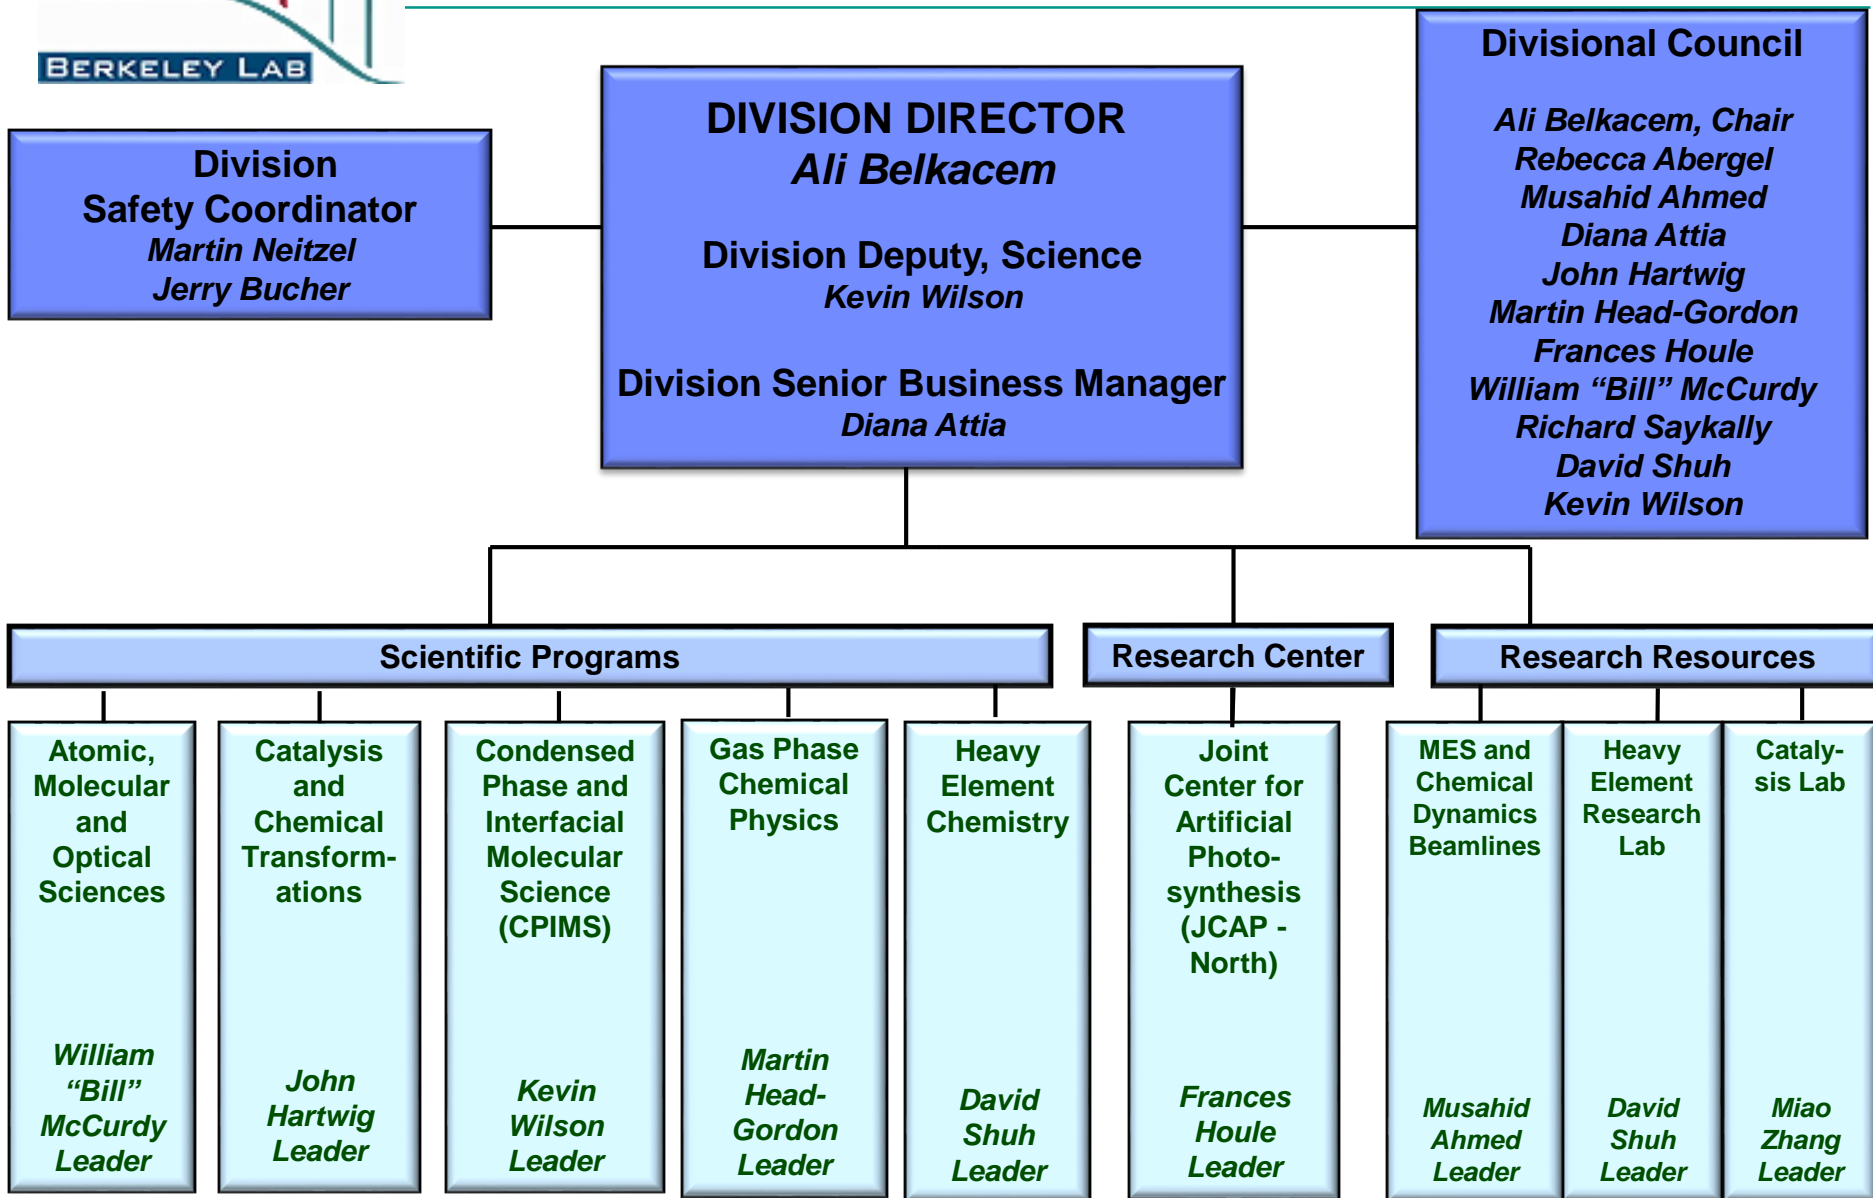 BERKELEY LAB
Division
Safety Coordinator
Martin Neitzel
Jerry Bucher
DIVISION DIRECTOR
Ali Belkacem
Division Deputy, Science
Kevin Wilson
Division Senior Business Manager
Diana Attia
Divisional Council
Ali Belkacem, Chair
Rebecca Abergel
Musahid Ahmed
Diana Attia
John Hartwig
Martin Head-Gordon
Frances Houle
William “Bill” McCurdy
Richard Saykally
David Shuh
Kevin Wilson
Scientific Programs
Atomic,
Molecular
and
Optical
Sciences
William
“Bill”
McCurdy
Leader
Catalysis
and
Chemical
Transform-
ations
John
Hartwig
Leader
Condensed
Phase and
Interfacial
Molecular
Science
(CPIMS)
Kevin
Wilson
Leader
Gas Phase
Chemical
Physics
Martin
Head-
Gordon
Leader
Heavy
Element
Chemistry
David
Shuh
Leader
Research Center
Joint
Center for
Artificial
Photo-
synthesis
(JCAP -
North)
Frances
Houle
Leader
Research Resources
MES and
Chemical
Dynamics
Beamlines
Musahid
Ahmed
Leader
Heavy
Element
Research
Lab
David
Shuh
Leader
Cataly-
sis Lab
Miao
Zhang
Leader